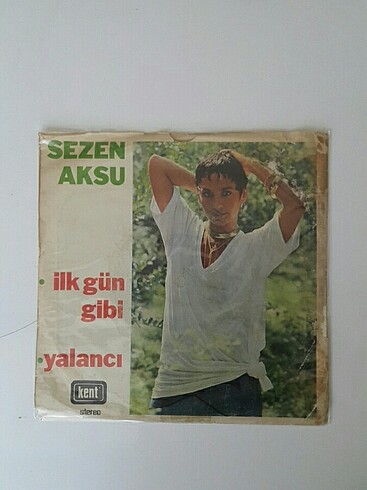 SEZEN
AKSU
ilk gün
gibi
yalancı
kent
stereo